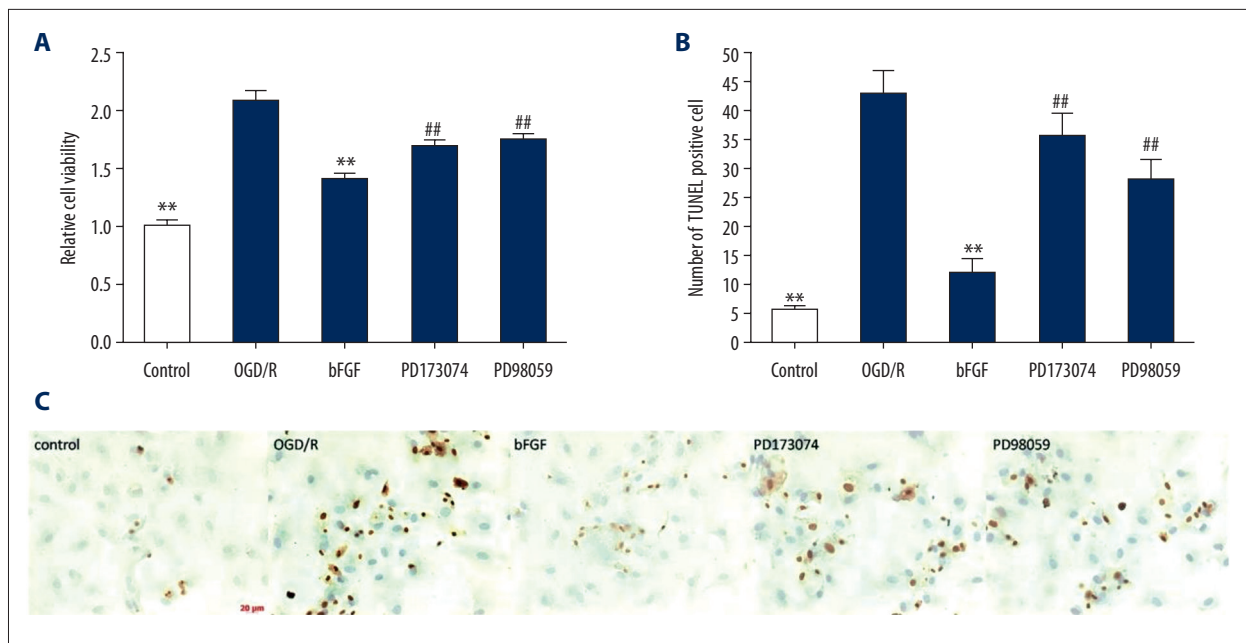 A
Relative cell viability
2.5
2.0
1.5
1.0
0.5
0.0
**
**
##
##
Control OGD/R bFGF PD173074 PD98059
B
Number of TUNEL positive cell
50
45
40
35
30
25
20
15
10
5
0
**
**
##
##
Control OGD/R bFGF PD173074 PD98059
C
control OGD/R bFGF PD173074 PD98059
20 μm